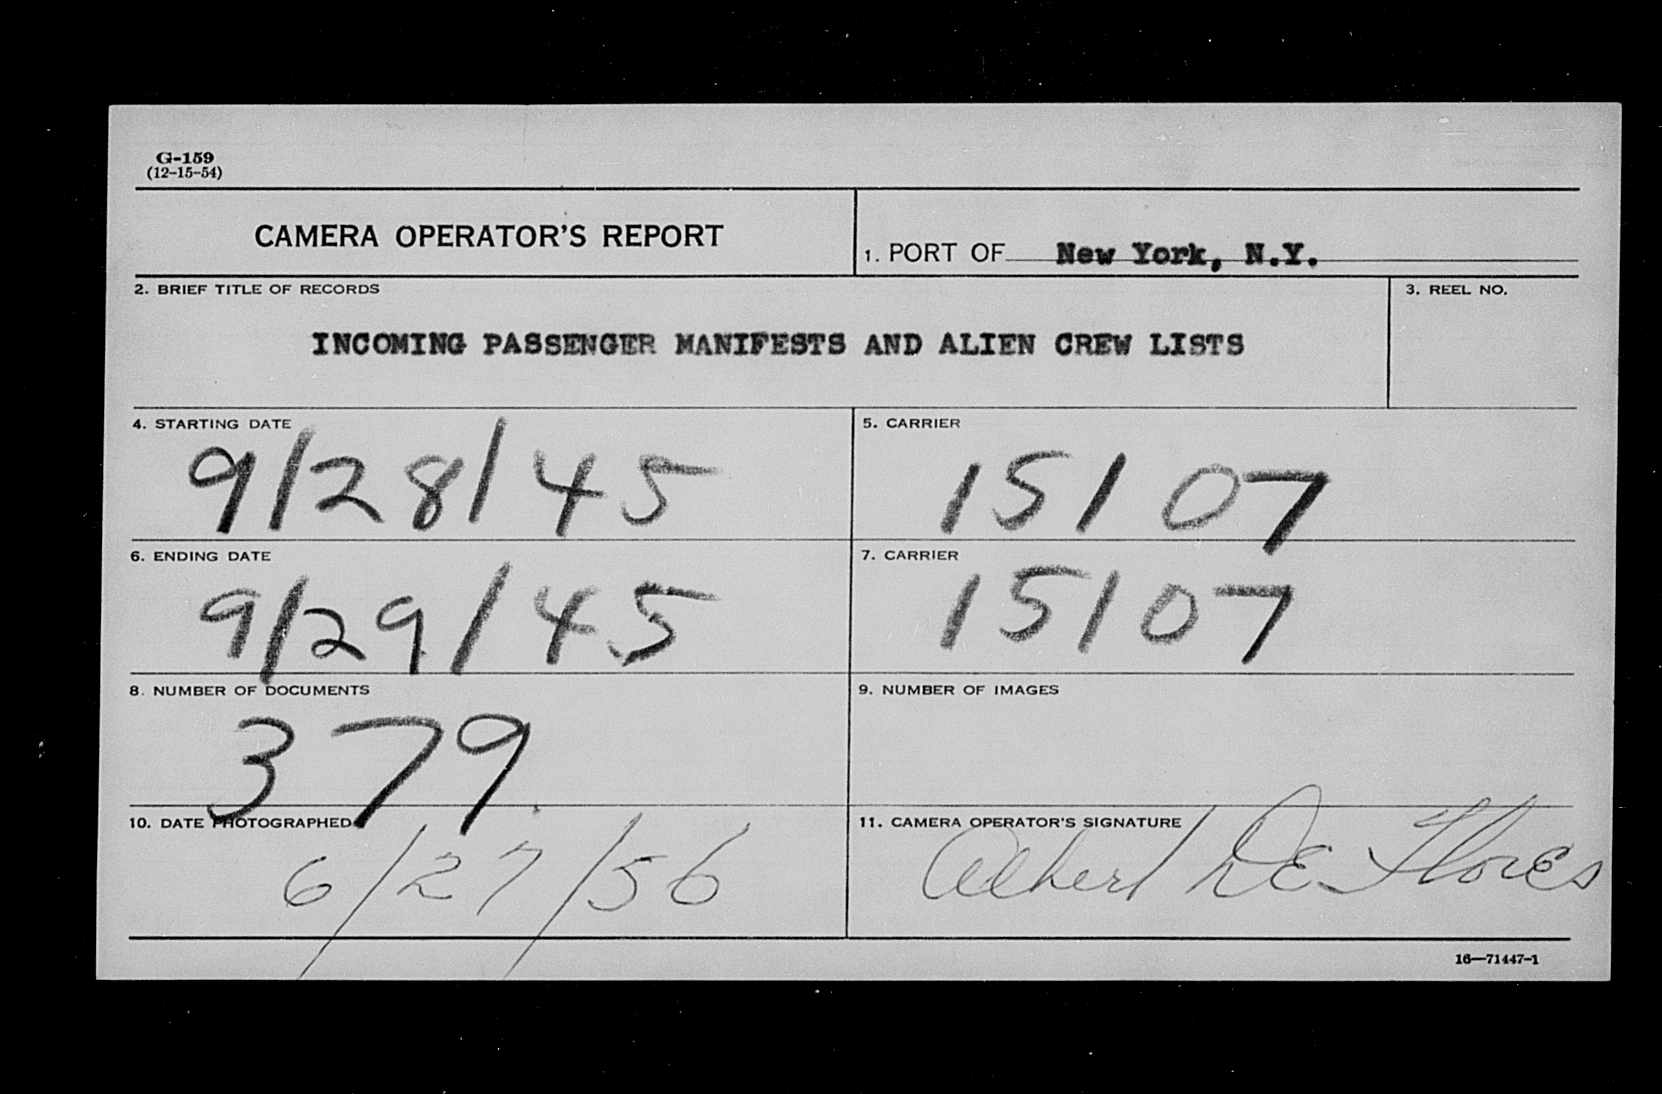 G-159
(12-15-54)
CAMERA OPERATOR'S REPORT
1. PORT OF New York, N.Y.
2. BRIEF TITLE OF RECORDS
3. REEL NO.
INCOMING PASSENGER MANIFESTS AND ALIEN CREW LISTS
4. STARTING DATE
5. CARRIER
9/28/45
15107
6. ENDING DATE
7. CARRIER
9/29/45
15107
8. NUMBER OF DOCUMENTS
9. NUMBER OF IMAGES
379
10. DATE PHOTOGRAPHED
11. CAMERA OPERATOR'S SIGNATURE
6/27/56
Albert De Flores
16—71447-1